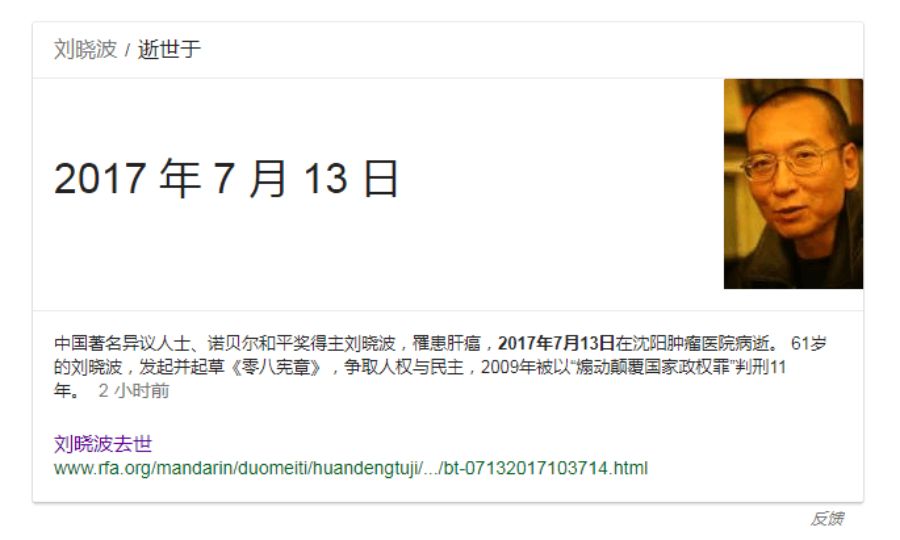 刘晓波 / 逝世于
2017 年 7 月 13 日
中国著名异议人士、诺贝尔和平奖得主刘晓波，罹患肝癌，2017年7月13日在沈阳肿瘤医院病逝。 61岁
的刘晓波，发起并起草《零八宪章》，争取人权与民主，2009年被以“煽动颠覆国家政权罪”判刑11
年。 2 小时前
刘晓波去世
www.rfa.org/mandarin/duomeiti/huandengtuji/.../bt-07132017103714.html
反馈